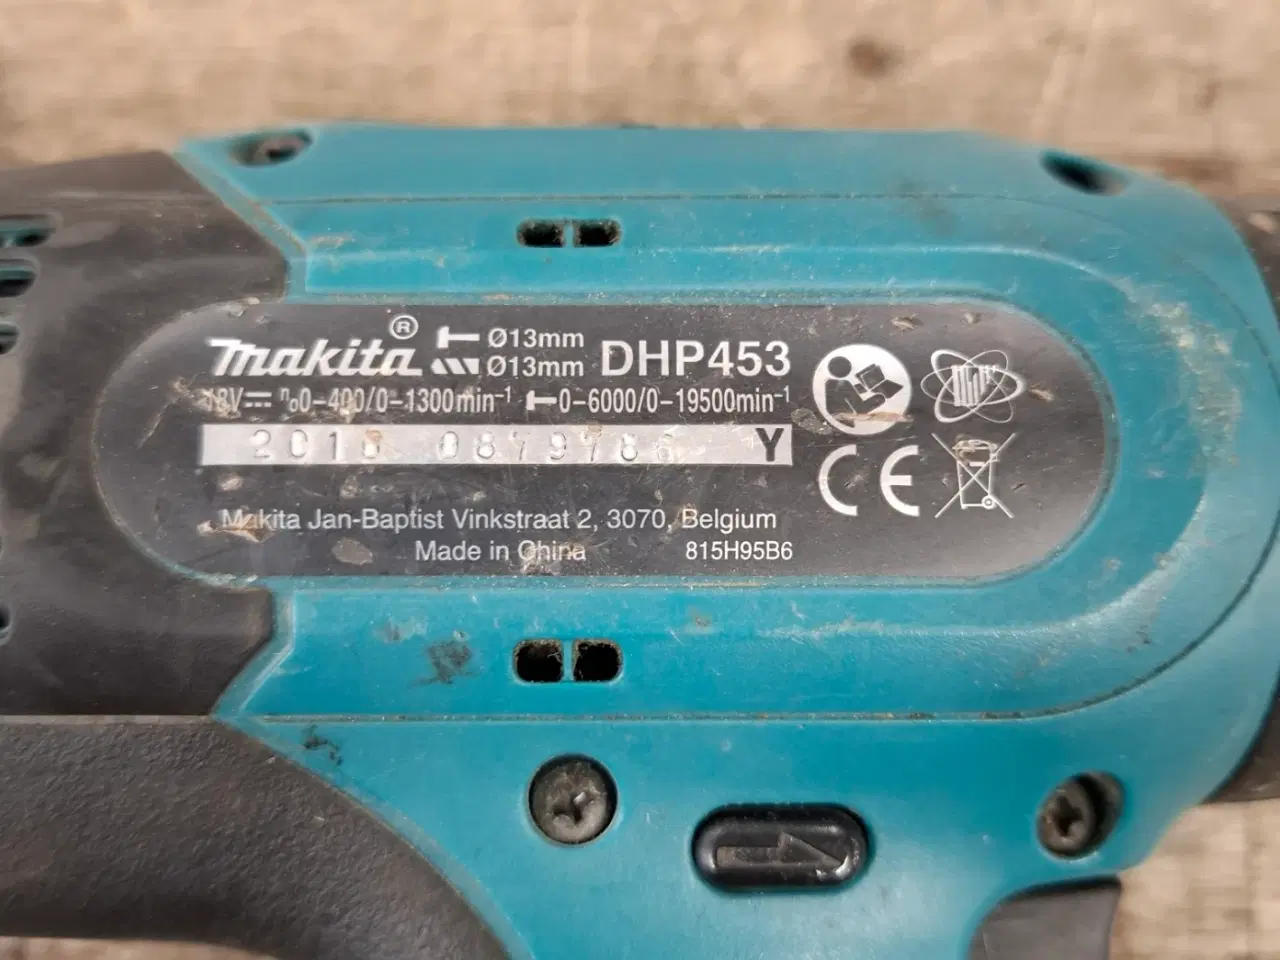 makita® Ø13mm Ø13mm DHP453
18V n₀0-400/0-1300min⁻¹ 0-6000/0-19500min⁻¹
Y
Makita Jan-Baptist Vinkstraat 2, 3070, Belgium
Made in China 815H95B6
CE